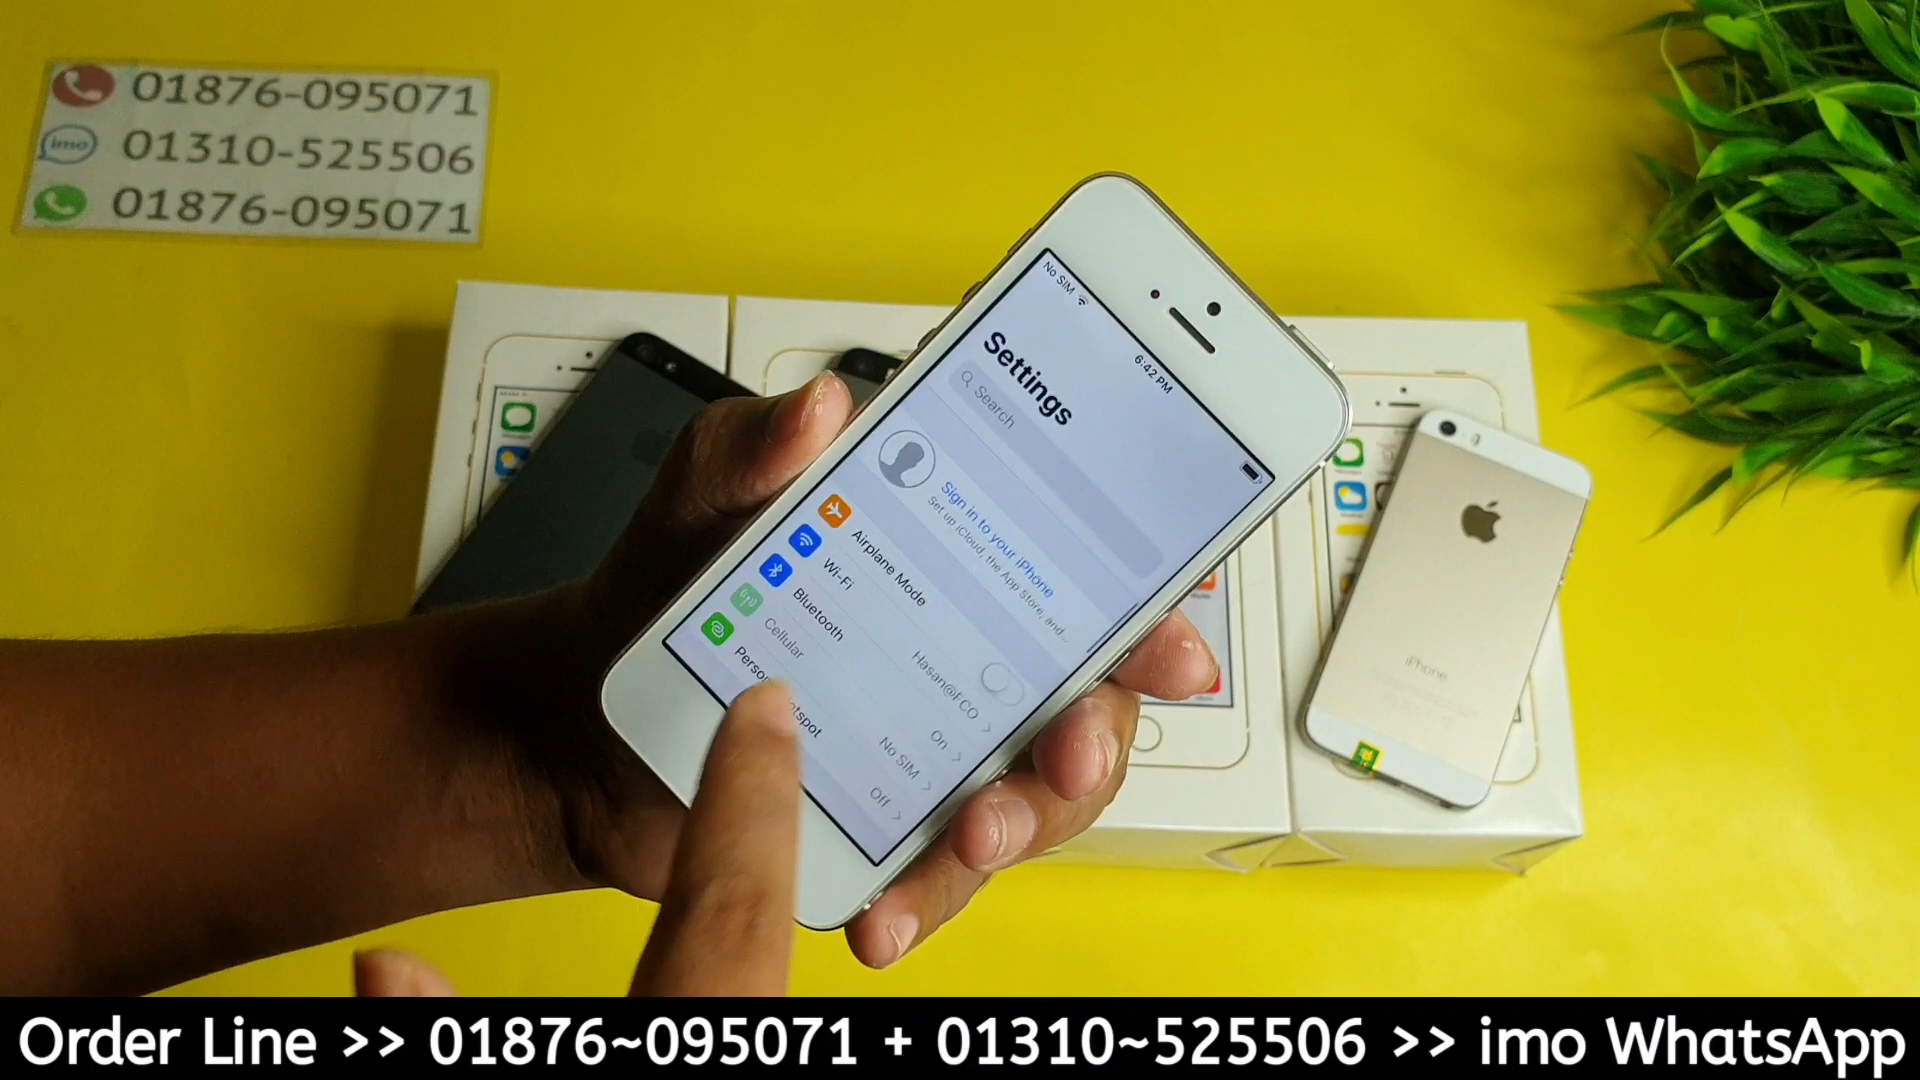 01876-095071
imo 01310-525506
01876-095071
No SIM
6:42 PM
Settings
Search
Sign in to your iPhone
Set up iCloud, the App Store, and...
Airplane Mode
Wi-Fi
Hasan@FCO
Bluetooth
On
Cellular
No SIM
Off
iPhone
Order Line >> 01876~095071 + 01310~525506 >> imo WhatsApp